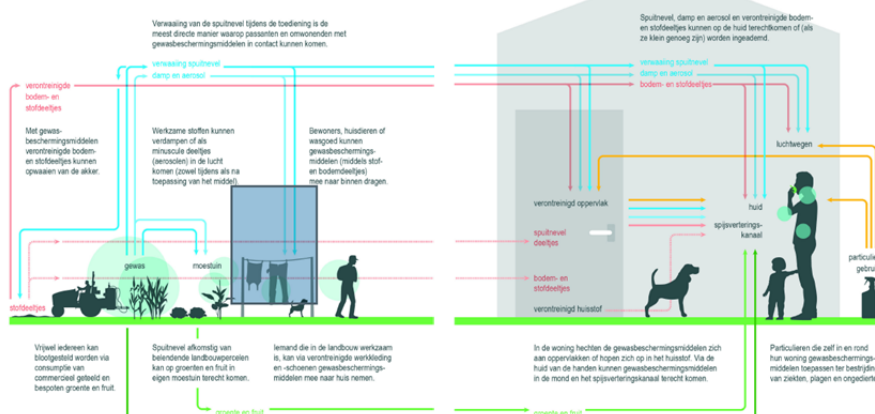 Verwaaiing van de spuitnevel tijdens de toediening is de
meest directe manier waarop passanten en omwonenden met
gewasbeschermingsmiddelen in contact kunnen komen.
Spuitnevel, damp en aerosol en verontreinigde bodem-
en stofdeeltjes kunnen op de huid terechtkomen of (als
ze klein genoeg zijn) worden ingeademd.
verwaaiing spuitnevel
damp en aerosol
verontreinigde
bodem- en
stofdeeltjes
verwaaiing spuitnevel
damp en aerosol
bodem- en stofdeeltjes
Met gewas-
beschermingsmiddelen
verontreinigde bodem-
en stofdeeltjes kunnen
opwaaien van de akker.
Werkzame stoffen kunnen
verdampen of als
minuscule deeltjes
(aerosolen) in de lucht
komen (zowel tijdens als na
toepassing van het middel).
Bewoners, huisdieren of
wasgoed kunnen
gewasbeschermings-
middelen (middels stof-
en bodemdeeltjes)
mee naar binnen dragen.
luchtwegen
verontreinigd oppervlak
huid
spijsverterings-
kanaal
spuitnevel
deeltjes
gewas
moestuin
bodem- en
stofdeeltjes
particulie
gebrui
stofdeeltjes
verontreinigd huisstof
Vrijwel iedereen kan
blootgesteld worden via
consumptie van
commercieel geteeld en
bespoten groente en fruit.
Spuitnevel afkomstig van
belendende landbouwpercelen
kan op groenten en fruit in
eigen moestuin terecht komen.
Iemand die in de landbouw werkzaam
is, kan via verontreinigde werkkleding
en -schoenen gewasbeschermings-
middelen mee naar huis nemen.
In de woning hechten de gewasbeschermingsmiddelen zich
aan oppervlakken of hopen zich op in het huisstof. Via de
huid van de handen kunnen gewasbeschermingsmiddelen
in de mond en het spijsverteringskanaal terecht komen.
Particulieren die zelf in en rond
hun woning gewasbeschermings-
middelen toepassen ter bestrijding
van ziekten, plagen en ongedierte
groente en fruit
groente en fruit